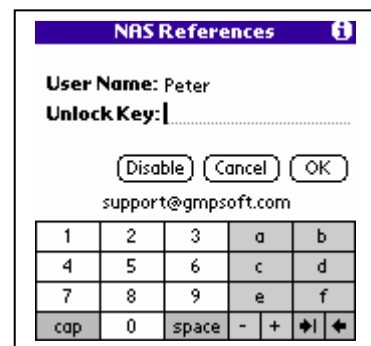 NAS References i
User Name: Peter
Unlock Key:
Disable Cancel OK
support@gmpsoft.com
1 2 3 a b
4 5 6 c d
7 8 9 e f
cap 0 space - +